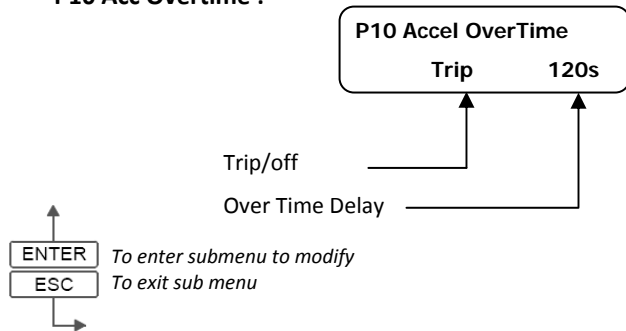 P10 Acc Overtime :
P10 Accel OverTime
Trip 120s
Trip/off
Over Time Delay
ENTER To enter submenu to modify
ESC To exit sub menu